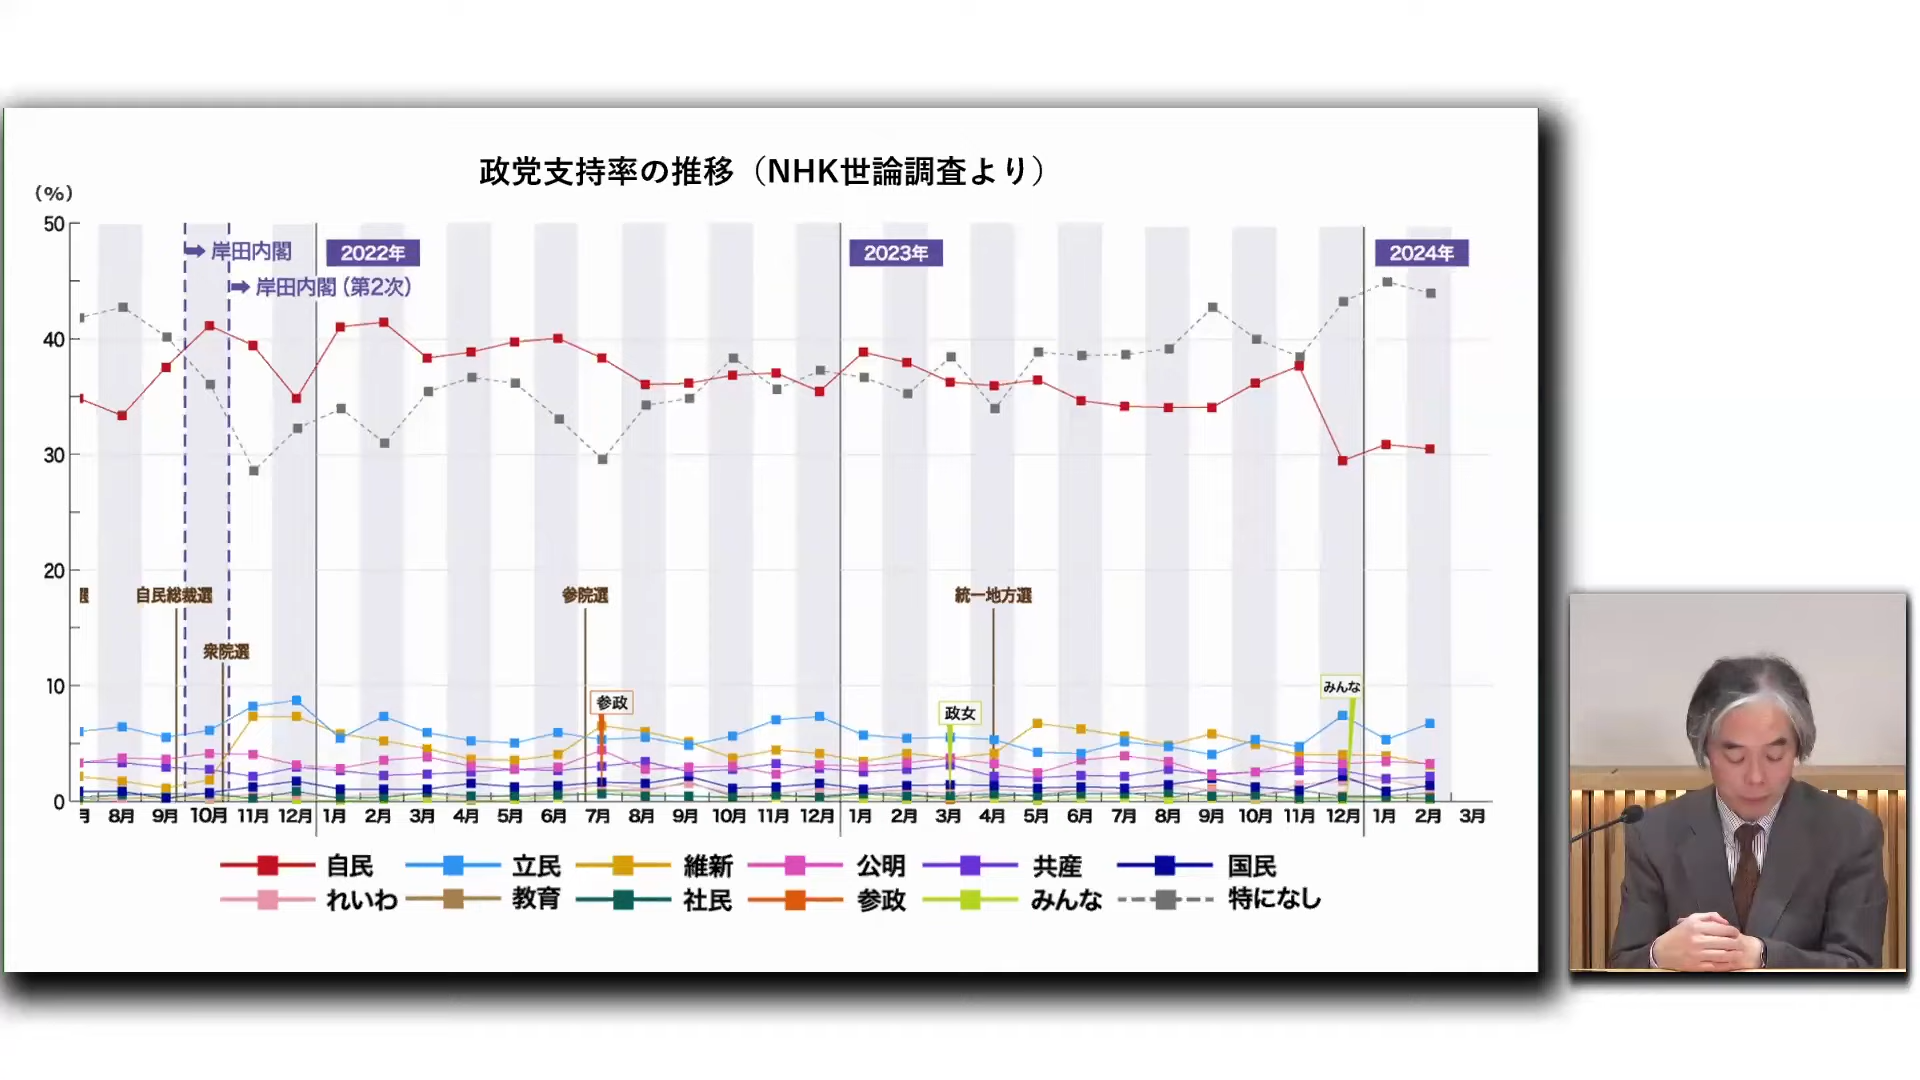 政党支持率の推移（NHK世論調査より）
(%)
50
40
30
20
10
0
岸田内閣
岸田内閣（第2次）
2022年
2023年
2024年
選
自民総裁選
衆院選
参院選
統一地方選
参政
政女
みんな
月 8月 9月 10月 11月 12月 1月 2月 3月 4月 5月 6月 7月 8月 9月 10月 11月 12月 1月 2月 3月 4月 5月 6月 7月 8月 9月 10月 11月 12月 1月 2月 3月
自民 立民 維新 公明 共産 国民
れいわ 教育 社民 参政 みんな 特になし